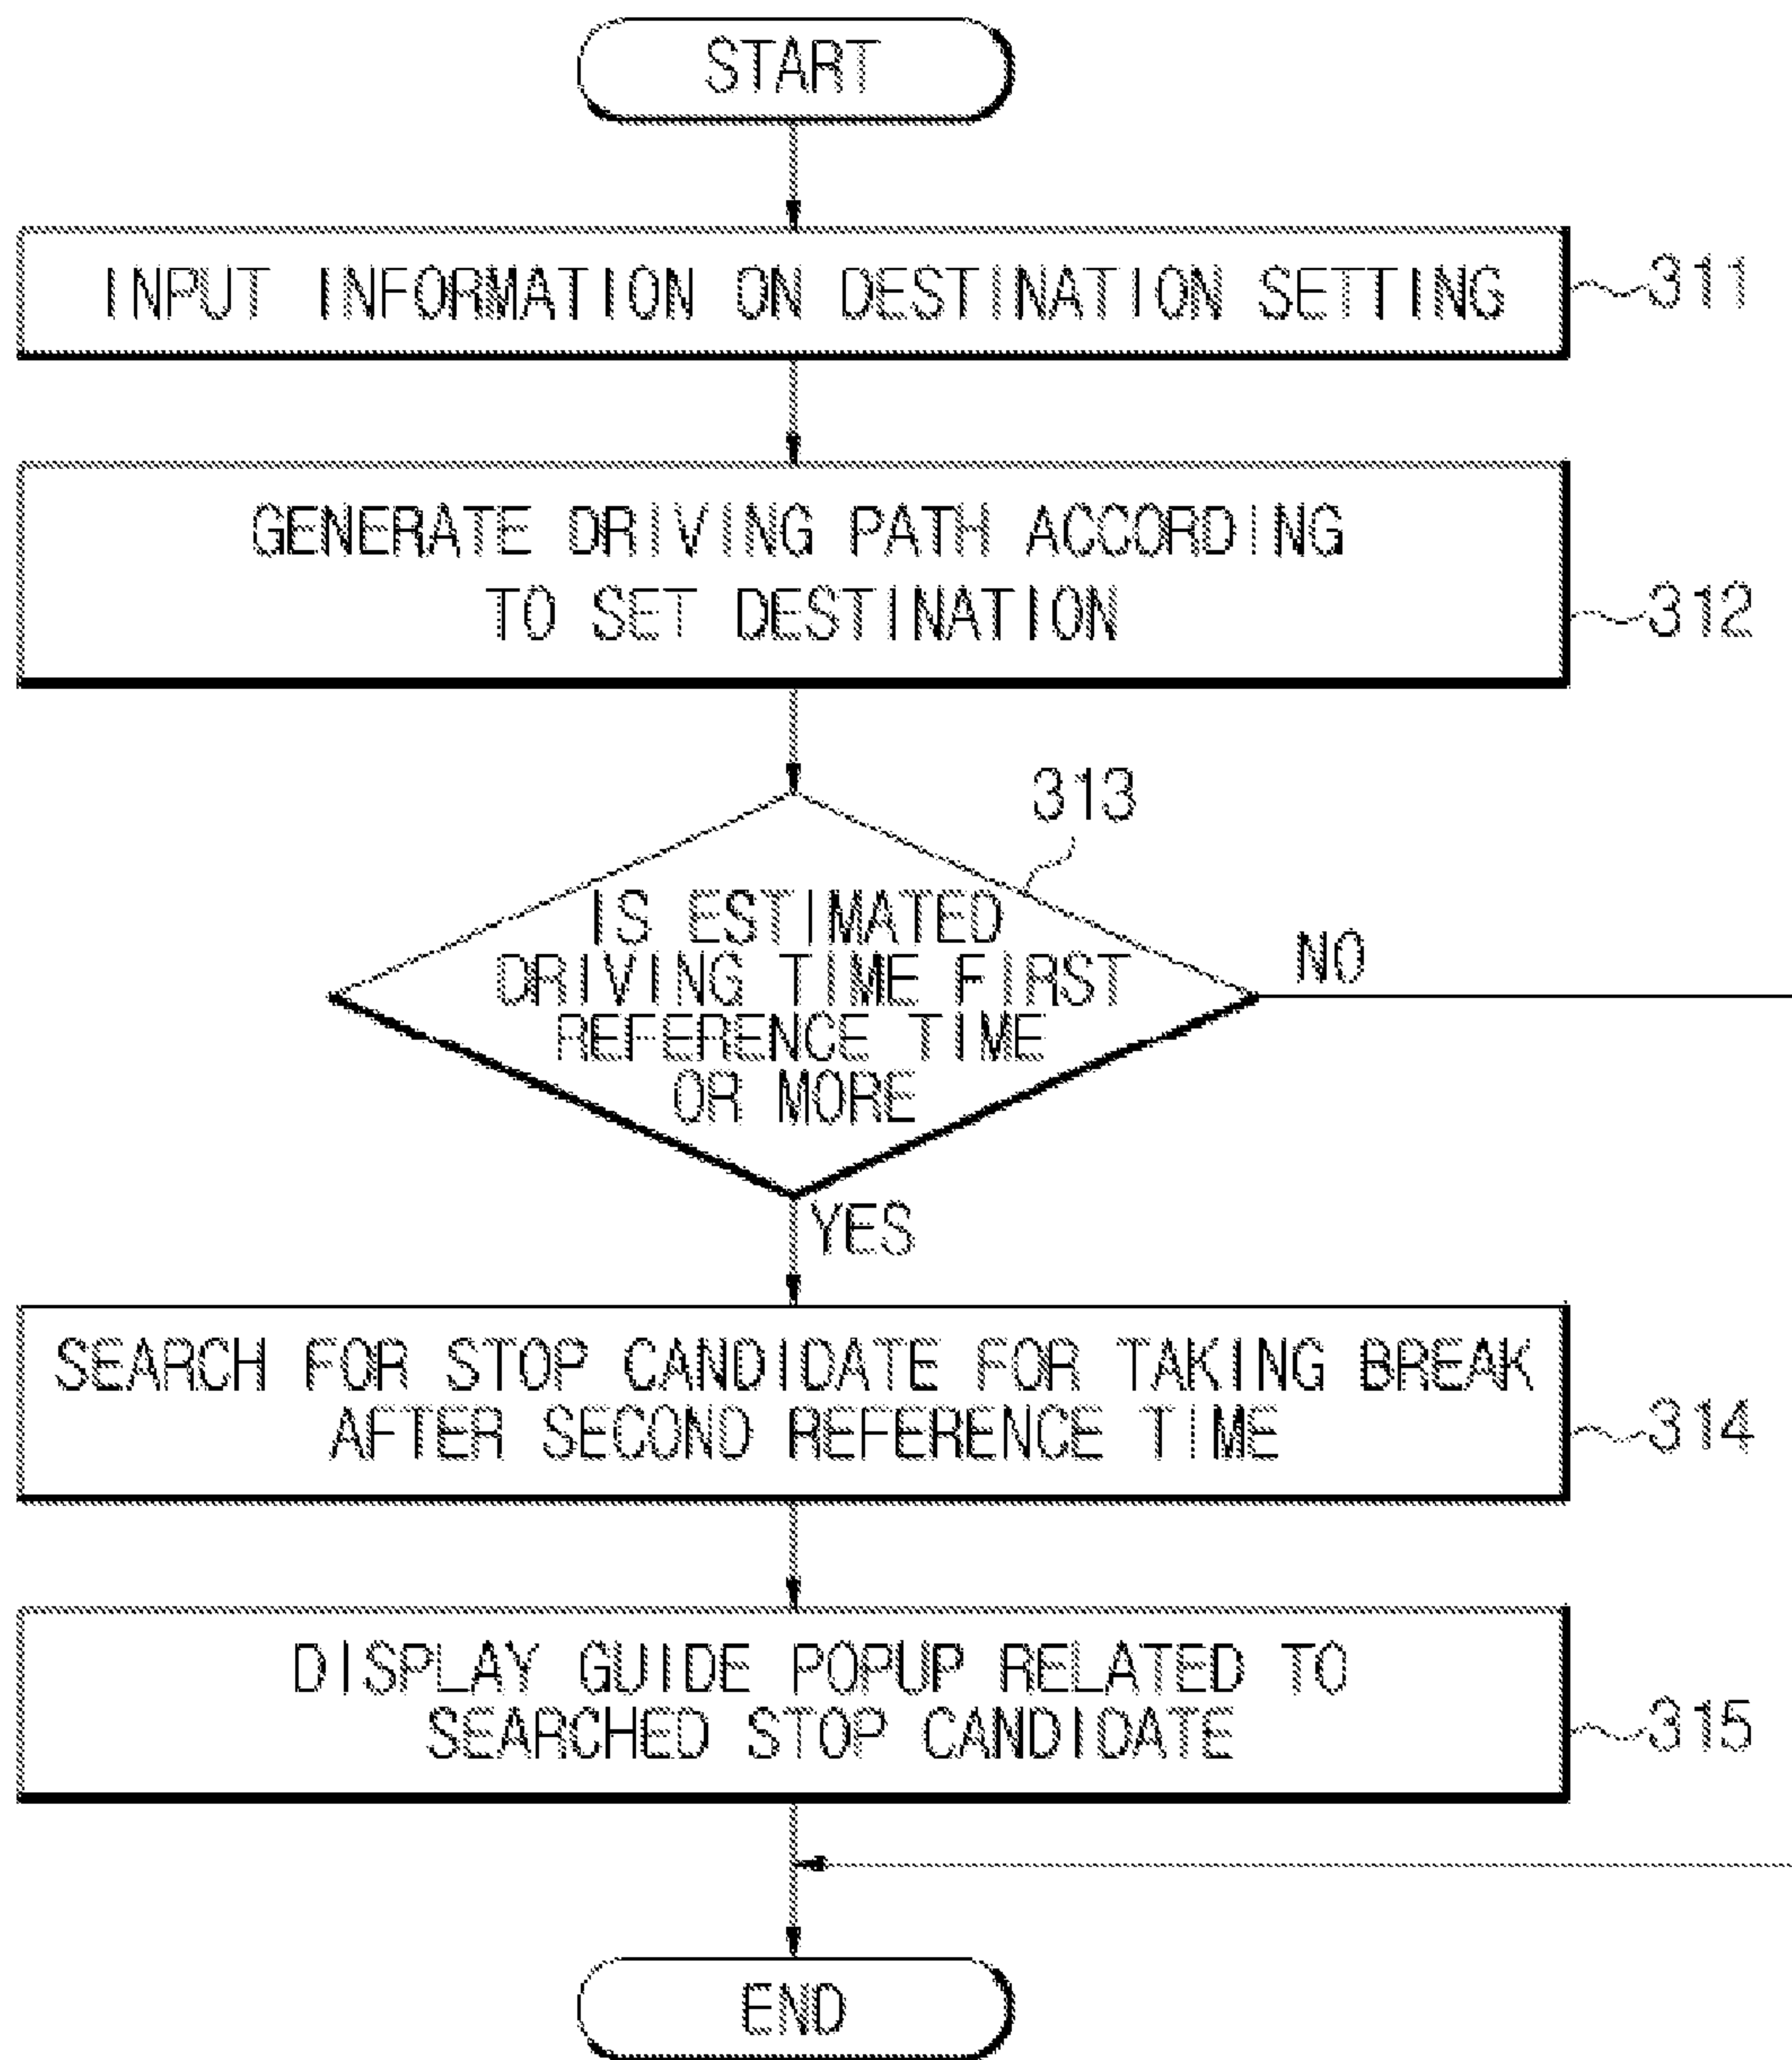 START
INPUT INFORMATION ON DESTINATION SETTING
311
GENERATE DRIVING PATH ACCORDING
TO SET DESTINATION
312
313
IS ESTIMATED
DRIVING TIME FIRST
REFERENCE TIME
OR MORE
NO
YES
SEARCH FOR STOP CANDIDATE FOR TAKING BREAK
AFTER SECOND REFERENCE TIME
314
DISPLAY GUIDE POPUP RELATED TO
SEARCHED STOP CANDIDATE
315
END